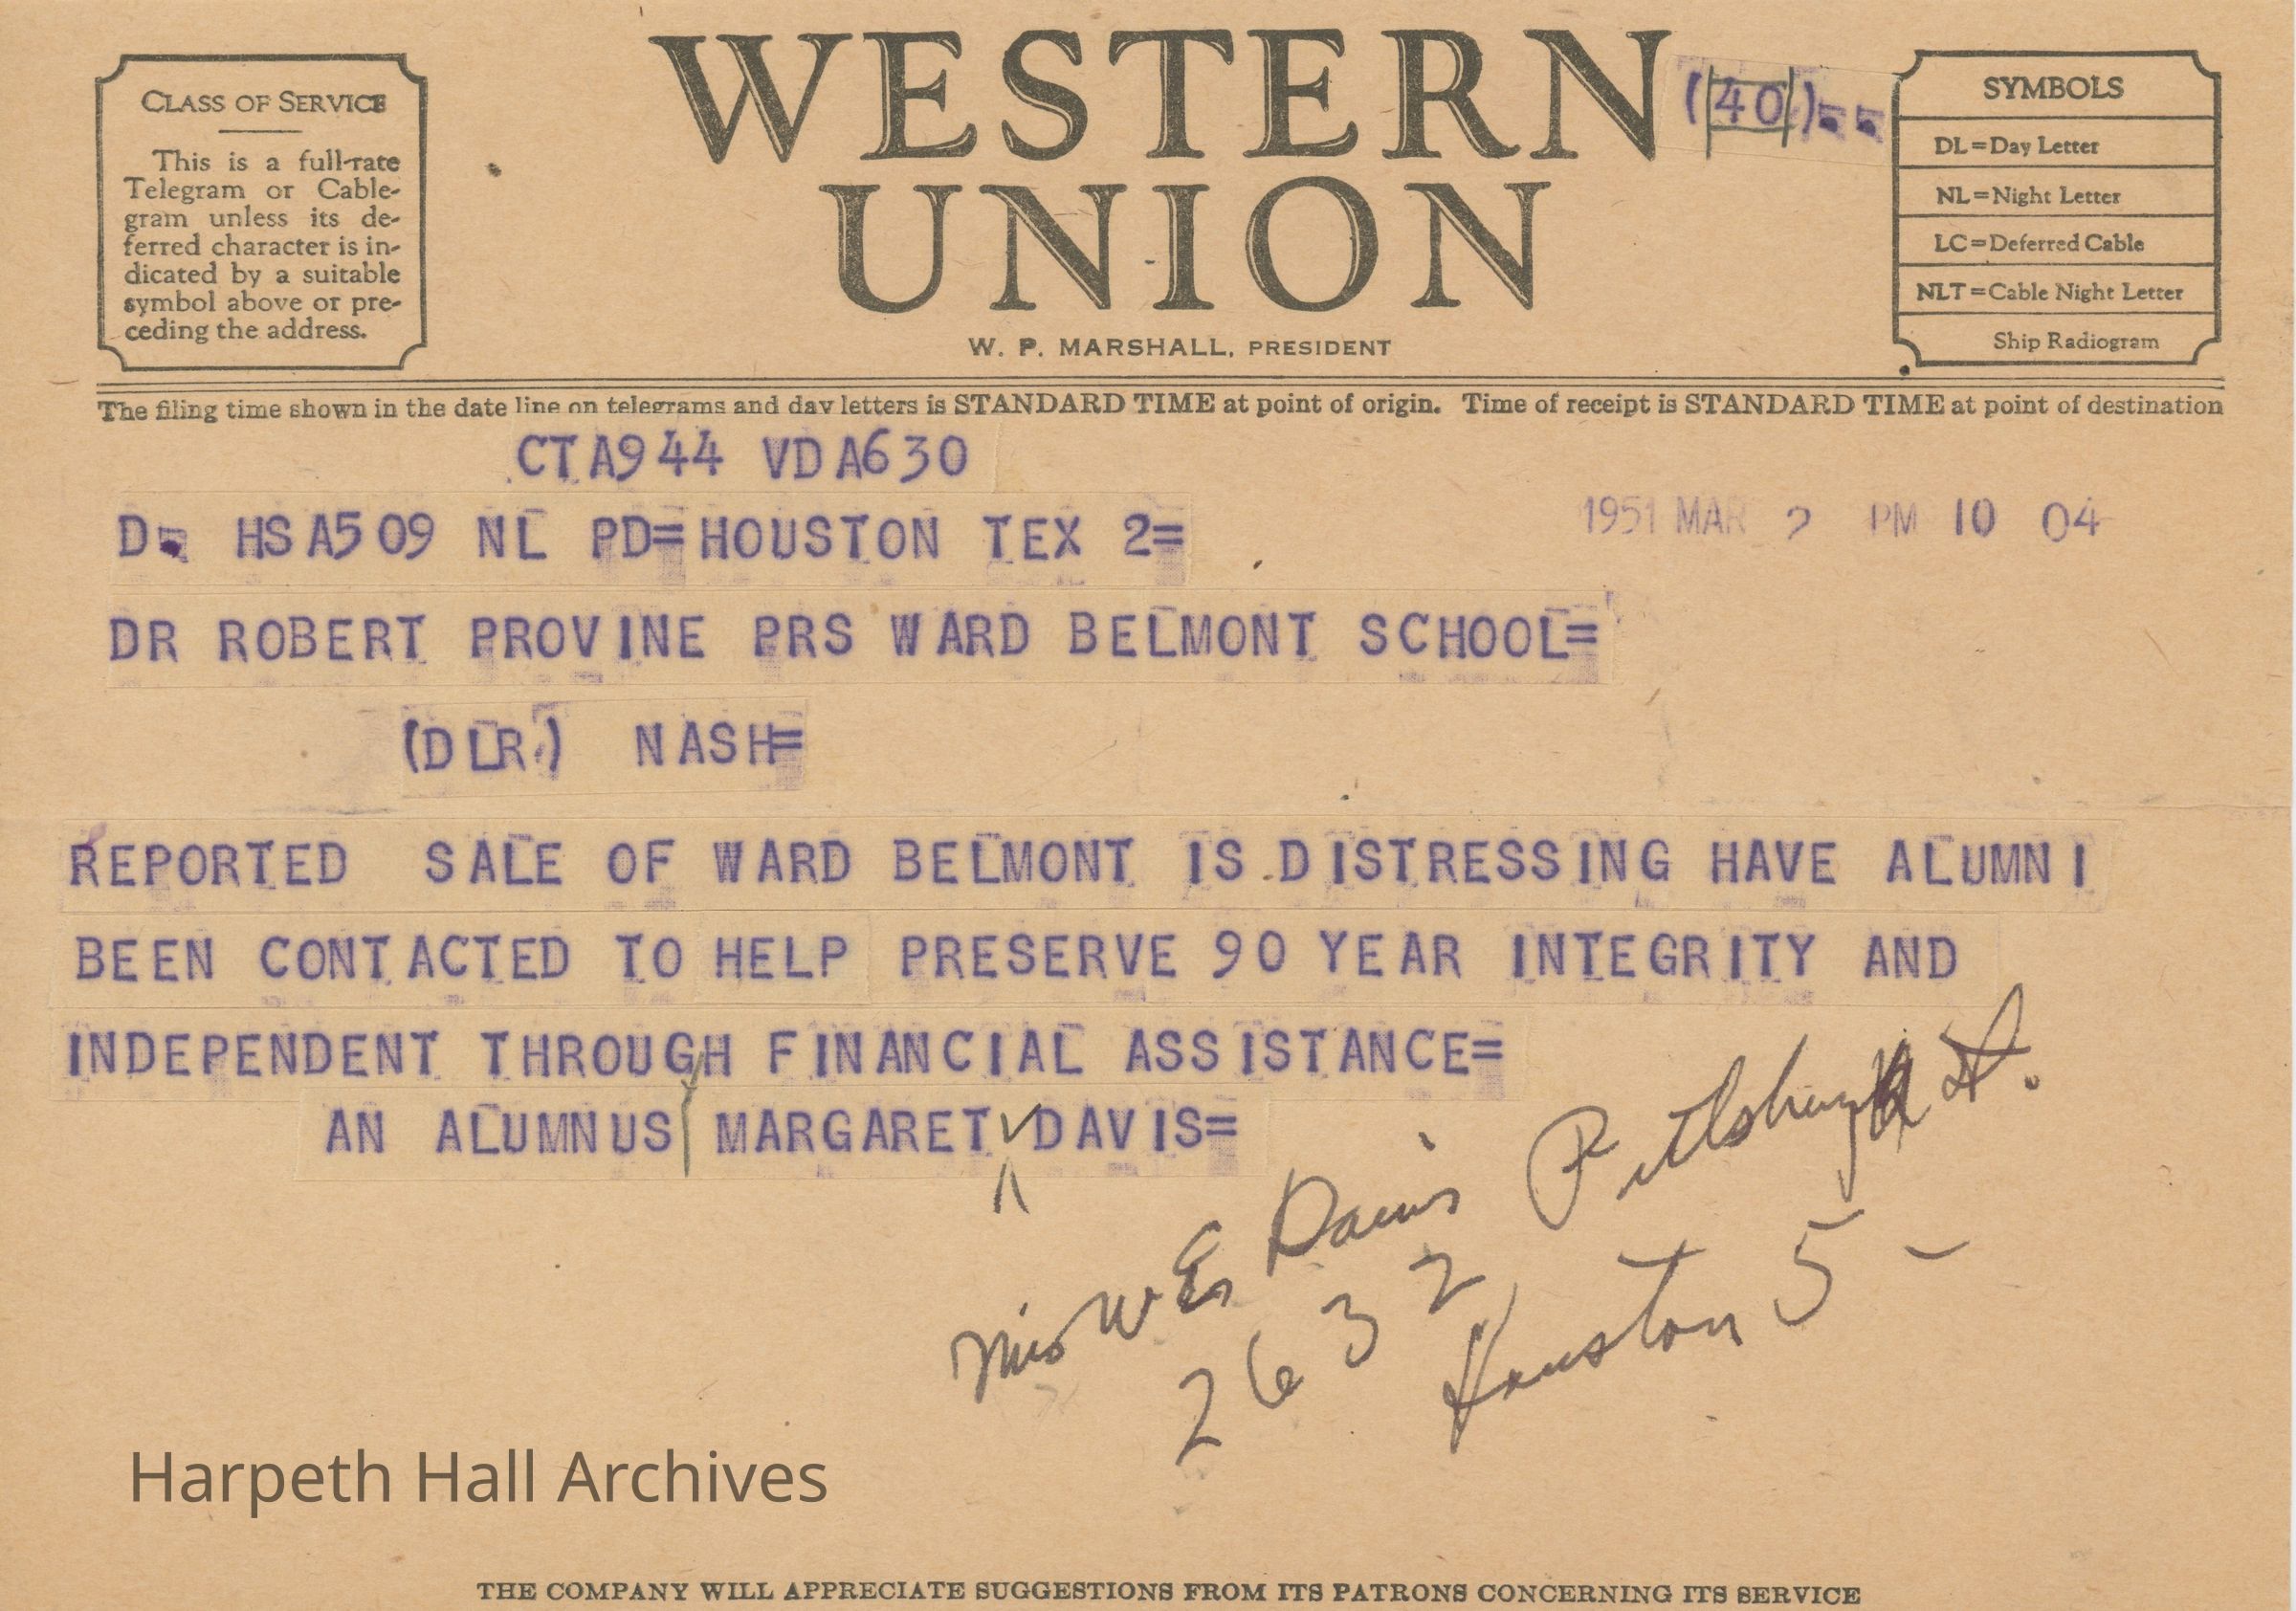 WESTERN
UNION
(40)
W. P. MARSHALL, PRESIDENT
CLASS OF SERVICE
This is a full-rate
Telegram or Cable-
gram unless its de-
ferred character is in-
dicated by a suitable
symbol above or pre-
ceding the address.
SYMBOLS
DL=Day Letter
NL=Night Letter
LC=Deferred Cable
NLT=Cable Night Letter
Ship Radiogram
The filing time shown in the date line on telegrams and day letters is STANDARD TIME at point of origin. Time of receipt is STANDARD TIME at point of destination
CTA944 VDA630
D HSA509 NL PD=HOUSTON TEX 2=
1951 MAR 2 PM 10 04
DR ROBERT PROVINE PRS WARD BELMONT SCHOOL=
(DLR) NASH=
REPORTED SALE OF WARD BELMONT IS DISTRESSING HAVE ALUMNI
BEEN CONTACTED TO HELP PRESERVE 90 YEAR INTEGRITY AND
INDEPENDENT THROUGH FINANCIAL ASSISTANCE=
AN ALUMNUS MARGARET DAVIS=
W E Davis Pittsburgh St.
2632
Houston 5 -
Harpeth Hall Archives
THE COMPANY WILL APPRECIATE SUGGESTIONS FROM ITS PATRONS CONCERNING ITS SERVICE